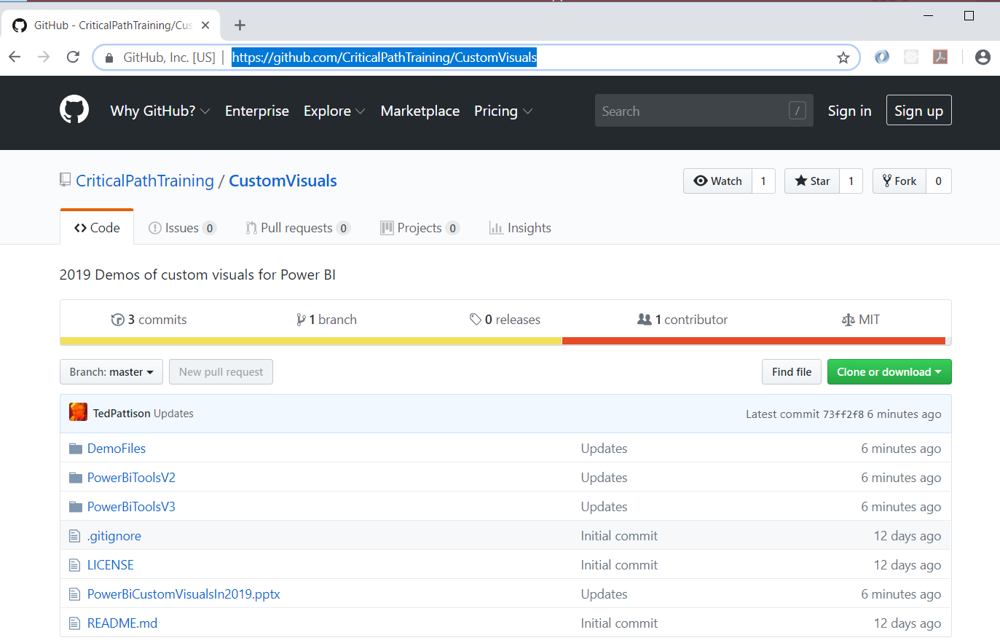 GitHub - CriticalPathTraining/Cus
GitHub, Inc. [US] | https://github.com/CriticalPathTraining/CustomVisuals
Why GitHub? Enterprise Explore Marketplace Pricing Search / Sign in Sign up
CriticalPathTraining / CustomVisuals Watch 1 Star 1 Fork 0
Code Issues 0 Pull requests 0 Projects 0 Insights
2019 Demos of custom visuals for Power BI
3 commits 1 branch 0 releases 1 contributor MIT
Branch: master New pull request Find file Clone or download
TedPattison Updates Latest commit 73ff2f8 6 minutes ago
DemoFiles Updates 6 minutes ago
PowerBiToolsV2 Updates 6 minutes ago
PowerBiToolsV3 Updates 6 minutes ago
.gitignore Initial commit 12 days ago
LICENSE Initial commit 12 days ago
PowerBiCustomVisualsIn2019.pptx Updates 6 minutes ago
README.md Initial commit 12 days ago